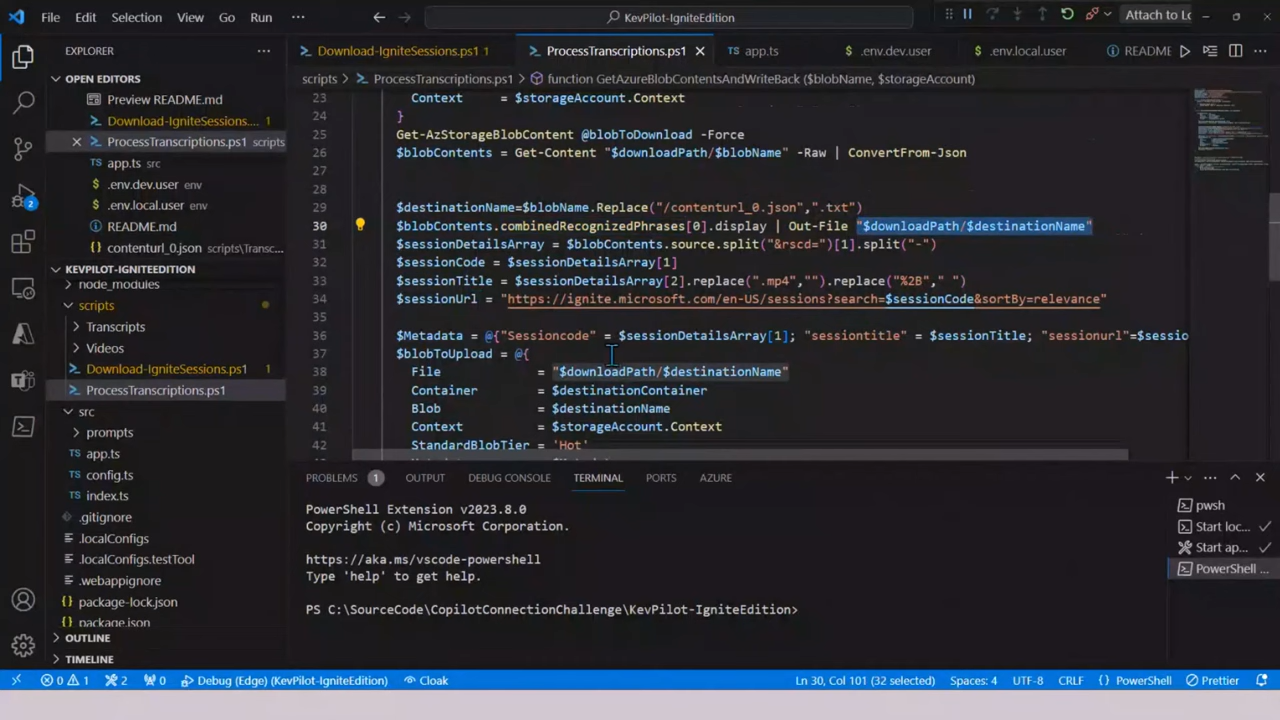 File Edit Selection View Go Run ··· KevPilot-IgniteEdition Attach to Lo
EXPLORER ···
OPEN EDITORS
Preview README.md
Download-IgniteSessions.... 1
ProcessTranscriptions.ps1 scripts
app.ts src
.env.dev.user env
.env.local.user env
README.md
contenturl_0.json scripts\Transc...
KEVPILOT-IGNITEEDITION
node_modules
scripts
Transcripts
Videos
Download-IgniteSessions.ps1 1
ProcessTranscriptions.ps1
src
prompts
app.ts
config.ts
index.ts
.gitignore
.localConfigs
.localConfigs.testTool
.webappignore
package-lock.json
package.json
OUTLINE
TIMELINE
2
Download-IgniteSessions.ps1 1 ProcessTranscriptions.ps1 app.ts .env.dev.user .env.local.user README
scripts > ProcessTranscriptions.ps1 > function GetAzureBlobContentsAndWriteBack ($blobName, $storageAccount)
23 Context = $storageAccount.Context
24 }
25 Get-AzStorageBlobContent @blobToDownload -Force
26 $blobContents = Get-Content "$downloadPath/$blobName" -Raw | ConvertFrom-Json
27
28
29 $destinationName=$blobName.Replace("/contenturl_0.json",".txt")
30 $blobContents.combinedRecognizedPhrases[0].display | Out-File "$downloadPath/$destinationName"
31 $sessionDetailsArray = $blobContents.source.split("&rscd=")[1].split("-")
32 $sessionCode = $sessionDetailsArray[1]
33 $sessionTitle = $sessionDetailsArray[2].replace(".mp4","").replace("%2B"," ")
34 $sessionUrl = "https://ignite.microsoft.com/en-US/sessions?search=$sessionCode&sortBy=relevance"
35
36 $Metadata = @{"Sessioncode" = $sessionDetailsArray[1]; "sessiontitle" = $sessionTitle; "sessionurl"=$sessio
37 $blobToUpload = @{
38 File = "$downloadPath/$destinationName"
39 Container = $destinationContainer
40 Blob = $destinationName
41 Context = $storageAccount.Context
42 StandardBlobTier = 'Hot'
PROBLEMS 1 OUTPUT DEBUG CONSOLE TERMINAL PORTS AZURE
PowerShell Extension v2023.8.0
Copyright (c) Microsoft Corporation.
https://aka.ms/vscode-powershell
Type 'help' to get help.
PS C:\SourceCode\CopilotConnectionChallenge\KevPilot-IgniteEdition>
pwsh
Start loc...
Start ap...
PowerShell ...
0 1 2 0 Debug (Edge) (KevPilot-IgniteEdition) Cloak Ln 30, Col 101 (32 selected) Spaces: 4 UTF-8 CRLF {} PowerShell Prettier